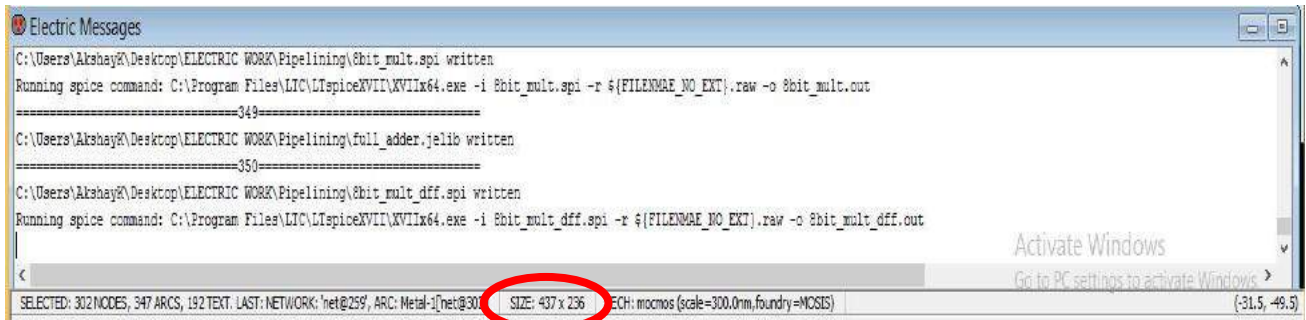 Electric Messages
C:\Users\AkshayK\Desktop\ELECTRIC WORK\Pipelining\8bit_mult.spi written
Running spice command: C:\Program Files\LTC\LTspiceXVII\XVIIx64.exe -i 8bit_mult.spi -r ${FILENMAE_NO_EXT}.raw -o 8bit_mult.out
=================================349=================================
C:\Users\AkshayK\Desktop\ELECTRIC WORK\Pipelining\full_adder.jelib written
=================================350=================================
C:\Users\AkshayK\Desktop\ELECTRIC WORK\Pipelining\8bit_mult_dff.spi written
Running spice command: C:\Program Files\LTC\LTspiceXVII\XVIIx64.exe -i 8bit_mult_dff.spi -r ${FILENMAE_NO_EXT}.raw -o 8bit_mult_dff.out
Activate Windows
Go to PC settings to activate Windows.
SELECTED: 302 NODES, 347 ARCS, 192 TEXT. LAST: NETWORK: 'net@259', ARC: Metal-1['net@30 SIZE: 437 x 236 ECH: mocmos (scale=300.0nm,foundry=MOSIS) (-31.5, -49.5)